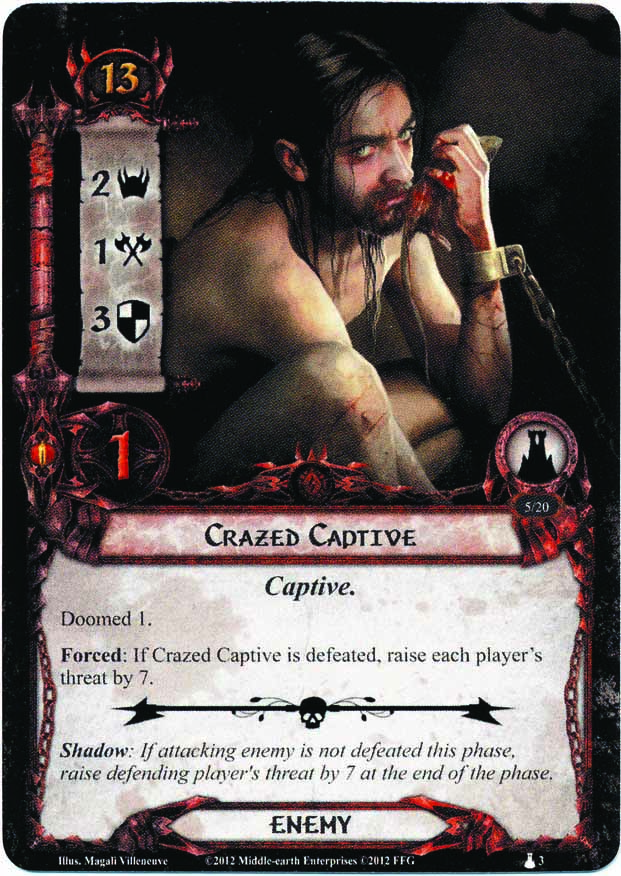 13
2
1
3
1
5/20
CRAZED CAPTIVE
Captive.
Doomed 1.
Forced: If Crazed Captive is defeated, raise each player's
threat by 7.
Shadow: If attacking enemy is not defeated this phase,
raise defending player's threat by 7 at the end of the phase.
ENEMY
Illus. Magali Villeneuve ©2012 Middle-earth Enterprises ©2012 FFG 3